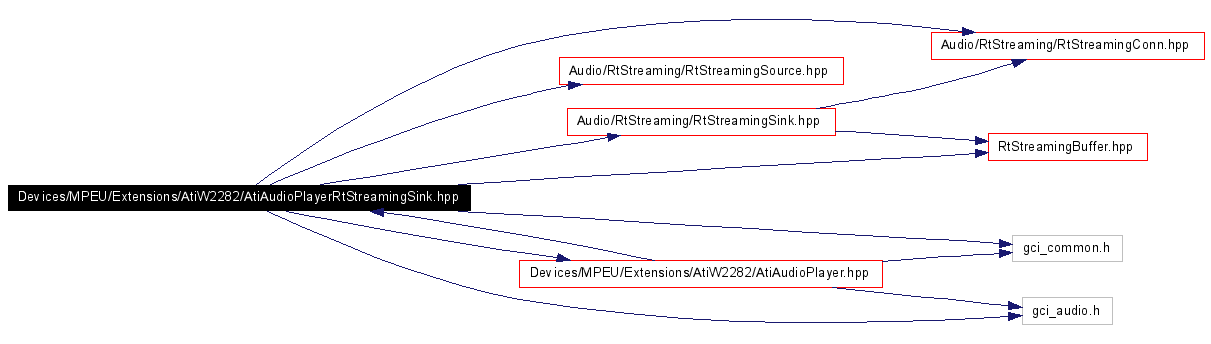 Audio/RtStreaming/RtStreamingConn.hpp
Audio/RtStreaming/RtStreamingSource.hpp
Audio/RtStreaming/RtStreamingSink.hpp
RtStreamingBuffer.hpp
Devices/MPEU/Extensions/AtiW2282/AtiAudioPlayerRtStreamingSink.hpp
gci_common.h
Devices/MPEU/Extensions/AtiW2282/AtiAudioPlayer.hpp
gci_audio.h